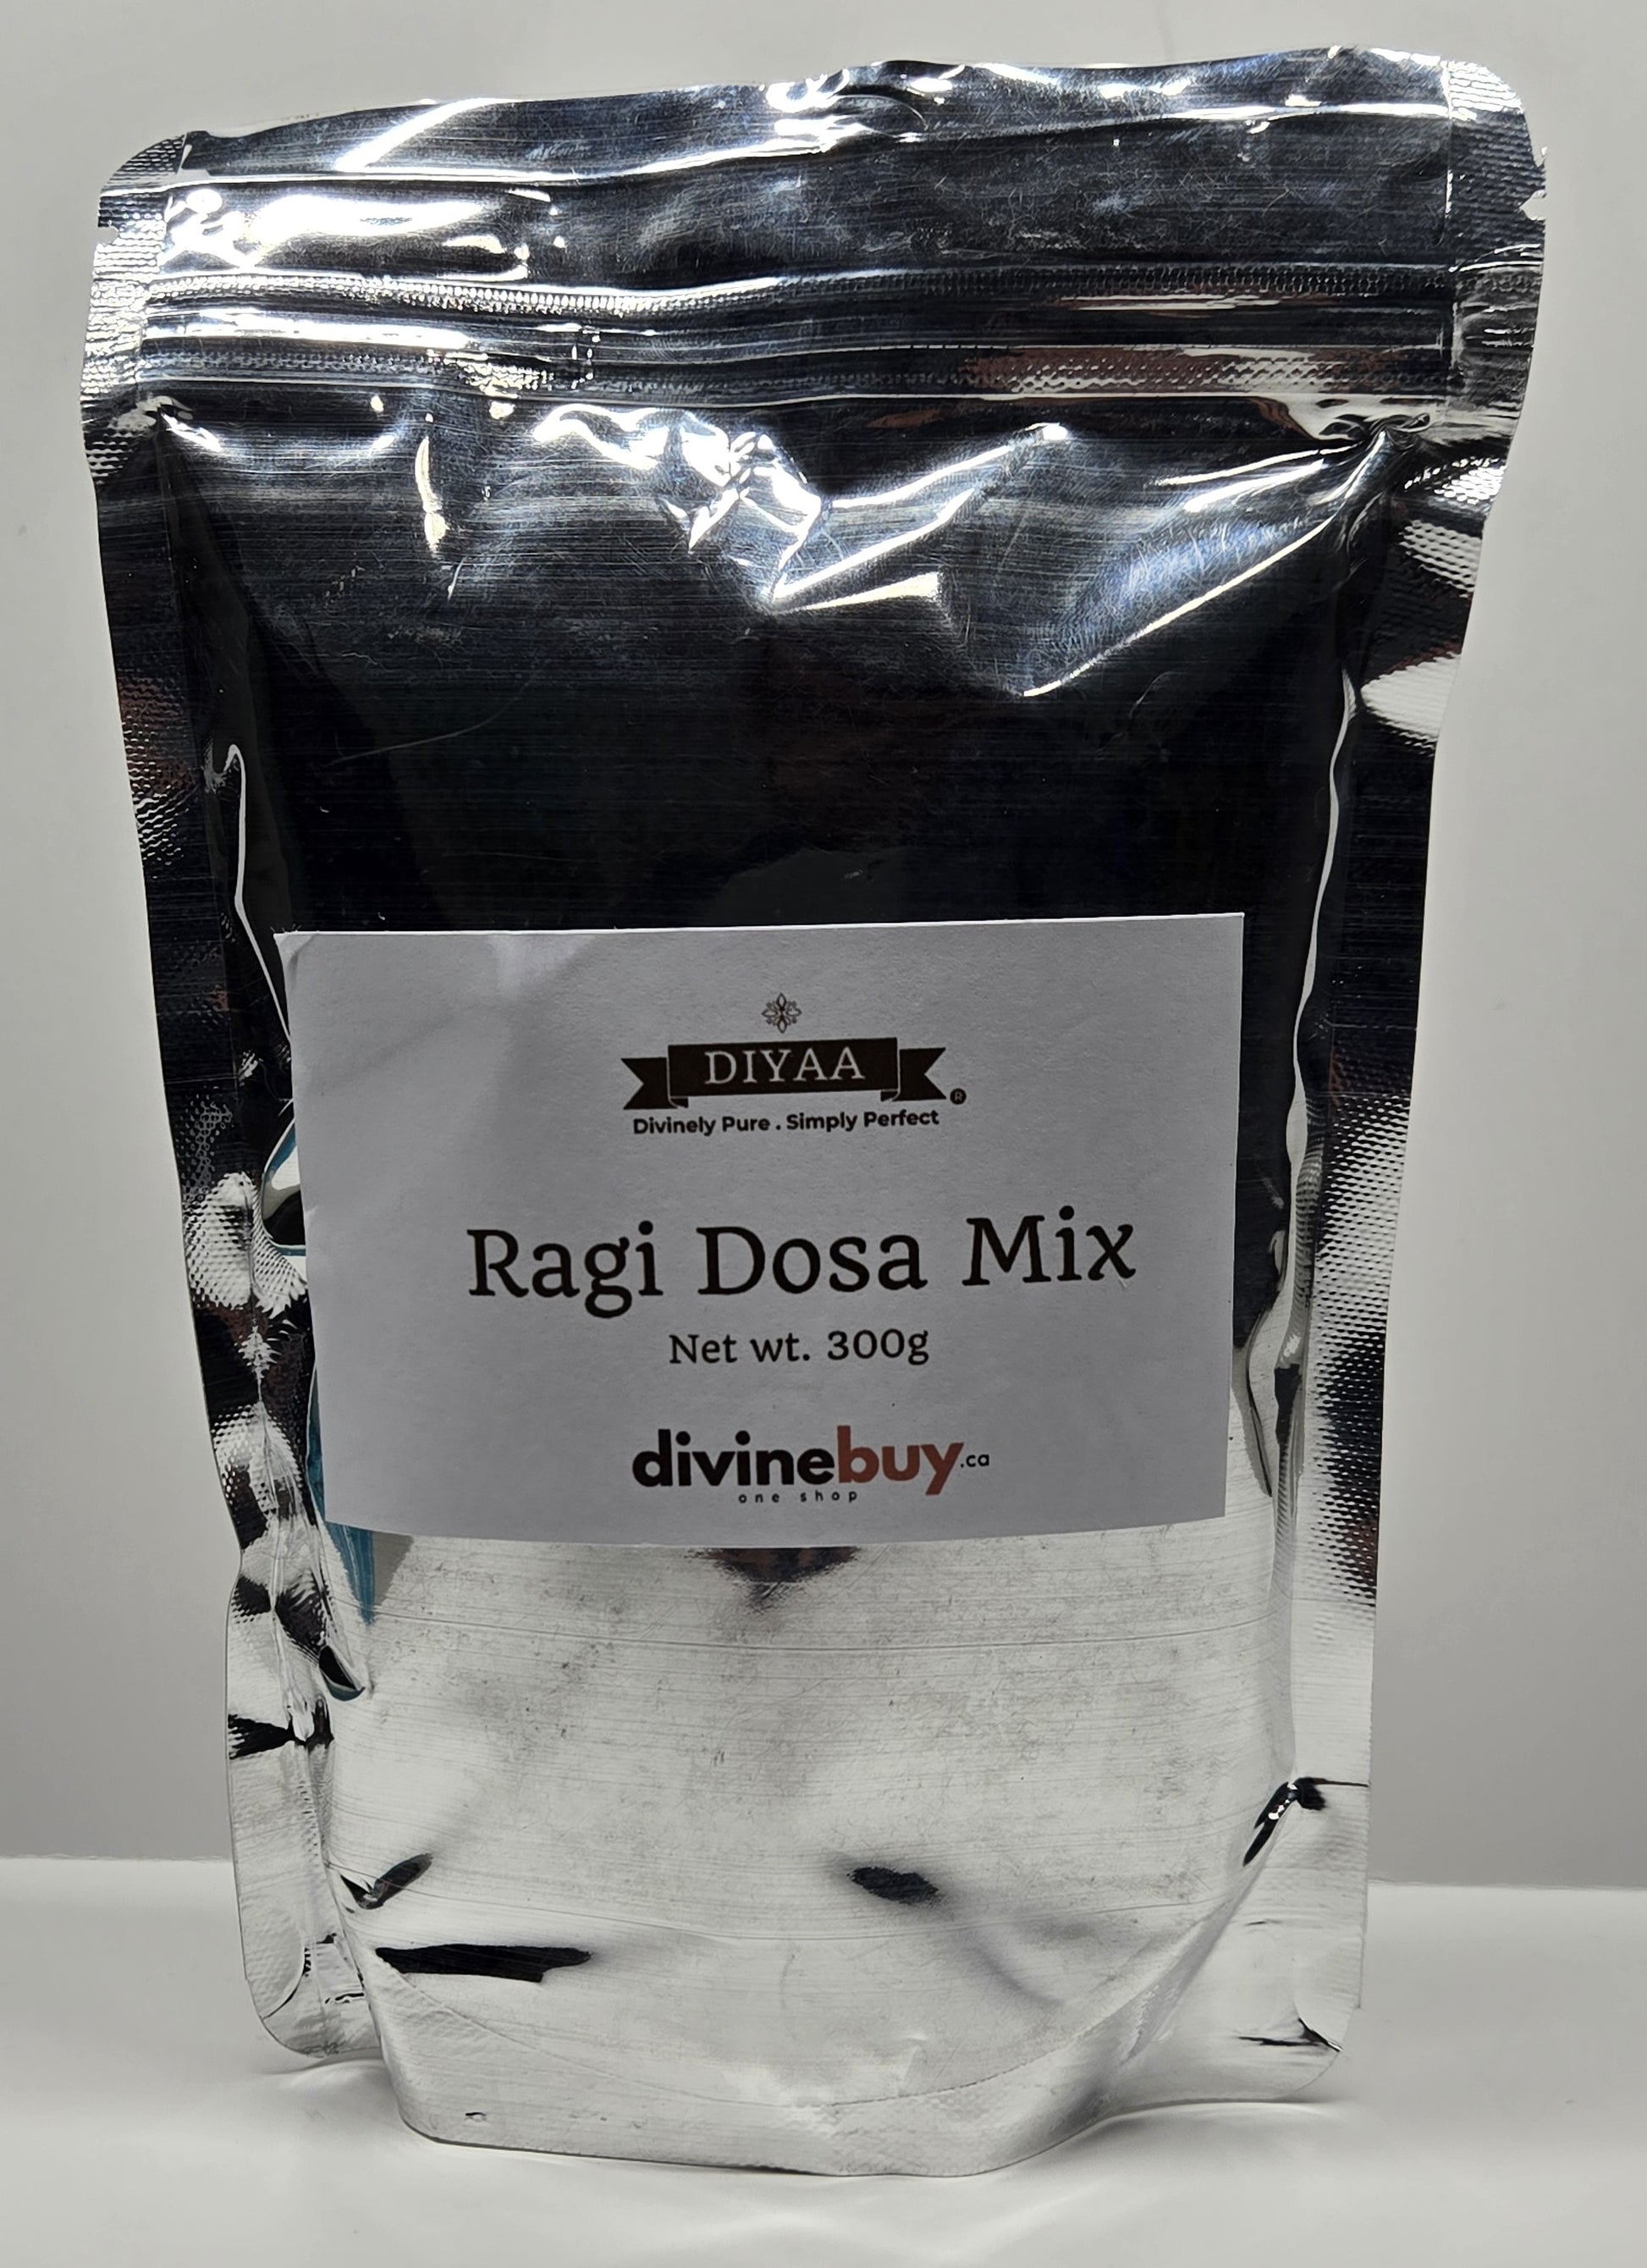 DIYAA
®
Divinely Pure . Simply Perfect
Ragi Dosa Mix
Net wt. 300g
divinebuy.ca
one shop